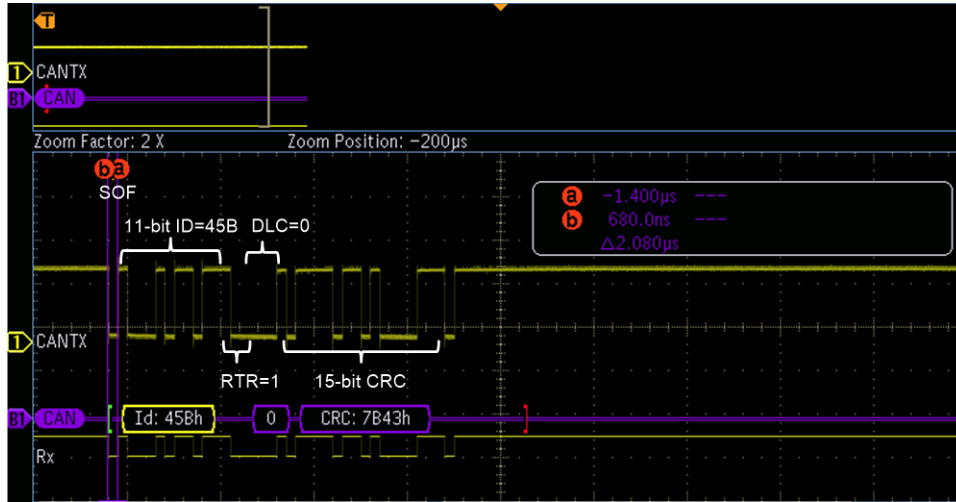 T
1 CANTX
B1 CAN
Zoom Factor: 2 X Zoom Position: -200µs
b a
SOF
a -1.400µs ---
b 680.0ns ---
Δ2.080µs
11-bit ID=45B DLC=0
1 CANTX
RTR=1 15-bit CRC
B1 CAN Id: 45Bh 0 CRC: 7B43h
Rx